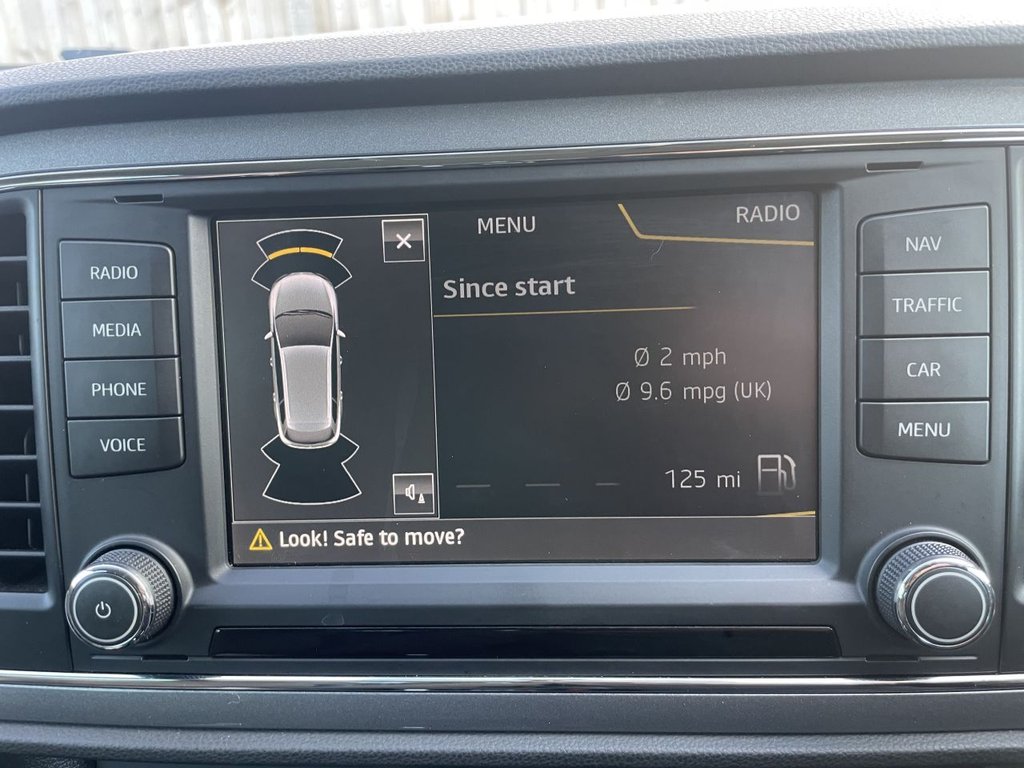 RADIO
MEDIA
PHONE
VOICE
MENU
RADIO
Since start
Ø 2 mph
Ø 9.6 mpg (UK)
125 mi
Look! Safe to move?
NAV
TRAFFIC
CAR
MENU